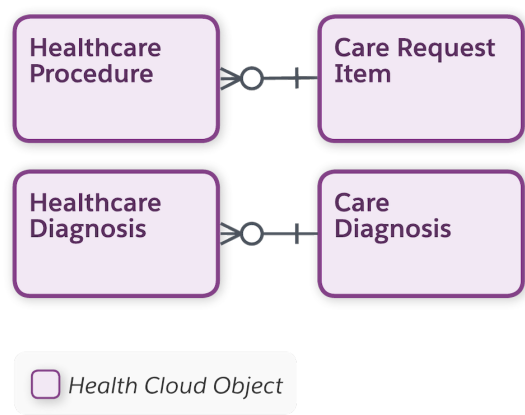 Healthcare
Procedure
Care Request
Item
Healthcare
Diagnosis
Care
Diagnosis
Health Cloud Object